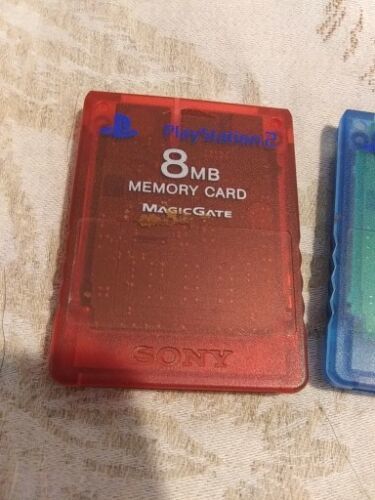 PlayStation 2
8MB
MEMORY CARD
MAGICGATE
SONY